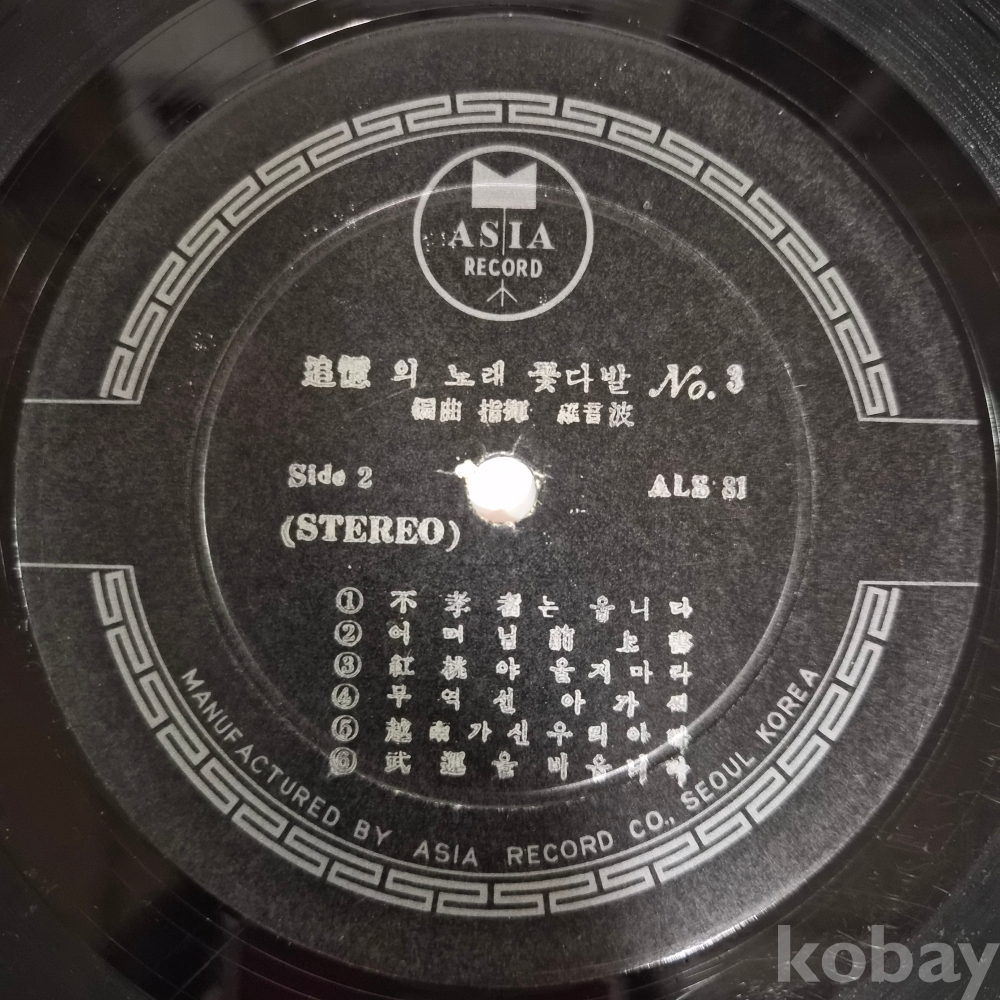 ASIA
RECORD
追憶의 노래 꽃다발 No. 3
編曲 指揮 羅音波
Side 2
ALS 81
(STEREO)
① 不孝者는 웁니다
② 어머님 前上書
③ 紅桃야 울지마라
④ 무역선 아가씨
⑤ 越南가신 우리아빠
⑥ 武運을 비옵니다
MANUFACTURED BY ASIA RECORD CO., SEOUL KOREA
kobay